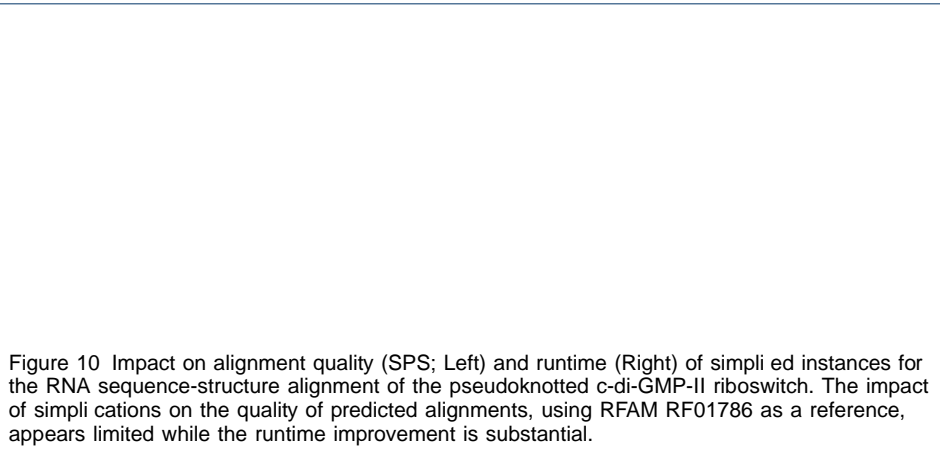 Figure 10 Impact on alignment quality (SPS; Left) and runtime (Right) of simpli ed instances for
the RNA sequence-structure alignment of the pseudoknotted c-di-GMP-II riboswitch. The impact
of simpli cations on the quality of predicted alignments, using RFAM RF01786 as a reference,
appears limited while the runtime improvement is substantial.